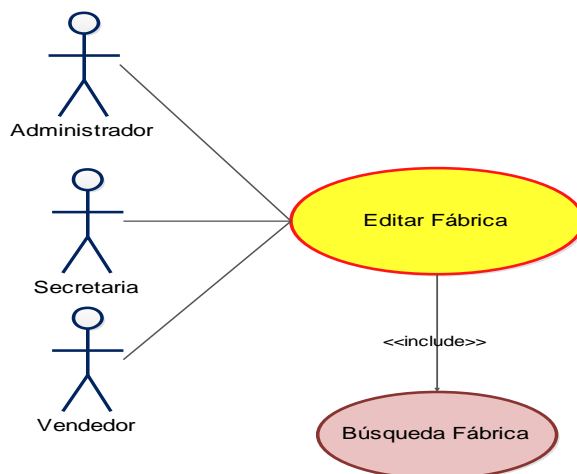 Administrador
Editar Fábrica
Secretaria
<<include>>
Vendedor
Búsqueda Fábrica